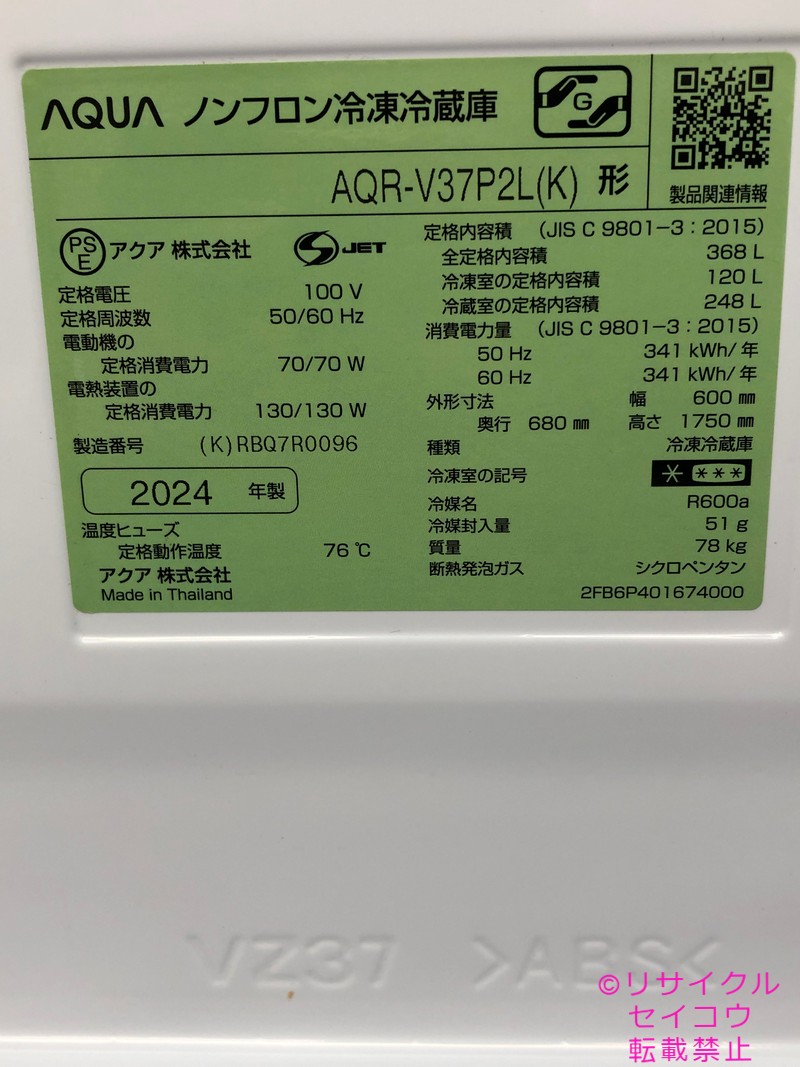 AQUA ノンフロン冷凍冷蔵庫
G
AQR-V37P2L(K) 形
製品関連情報
PS
E
アクア 株式会社
JET
定格電圧 100 V
定格周波数 50/60 Hz
電動機の
定格消費電力 70/70 W
電熱装置の
定格消費電力 130/130 W
製造番号 (K)RBQ7R0096
2024 年製
温度ヒューズ
定格動作温度 76 ℃
アクア 株式会社
Made in Thailand
定格内容積 (JIS C 9801-3 : 2015)
全定格内容積 368 L
冷凍室の定格内容積 120 L
冷蔵室の定格内容積 248 L
消費電力量 (JIS C 9801-3 : 2015)
50 Hz 341 kWh/年
60 Hz 341 kWh/年
外形寸法 幅 600 ㎜
奥行 680 ㎜ 高さ 1750 ㎜
種類 冷凍冷蔵庫
冷凍室の記号 * ***
冷媒名 R600a
冷媒封入量 51 g
質量 78 kg
断熱発泡ガス シクロペンタン
2FB6P401674000
VZ37 >ABS<
©リサイクル
セイコウ
転載禁止